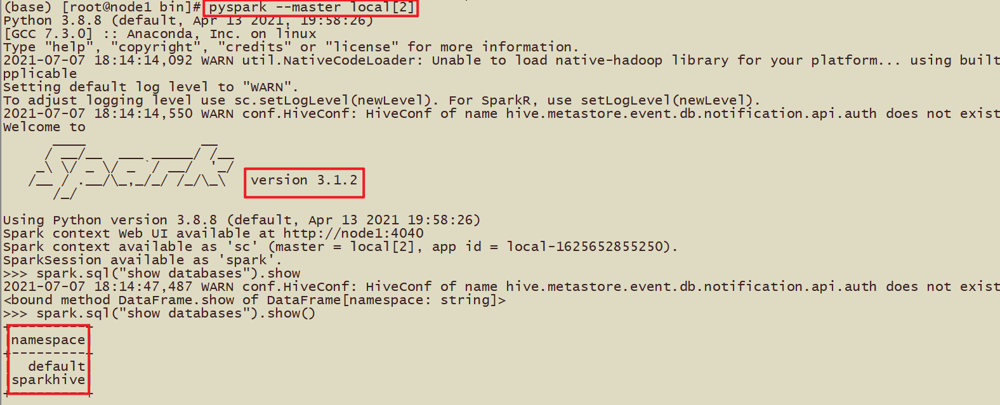 (base) [root@node1 bin]# pyspark --master local[2]
Python 3.8.8 (default, Apr 13 2021, 19:58:26)
[GCC 7.3.0] :: Anaconda, Inc. on linux
Type "help", "copyright", "credits" or "license" for more information.
2021-07-07 18:14:14,092 WARN util.NativeCodeLoader: Unable to load native-hadoop library for your platform... using built
pplicable
Setting default log level to "WARN".
To adjust logging level use sc.setLogLevel(newLevel). For SparkR, use setLogLevel(newLevel).
2021-07-07 18:14:14,550 WARN conf.HiveConf: HiveConf of name hive.metastore.event.db.notification.api.auth does not exist
Welcome to
      ____              __
     / __/__  ___ _____/ /__
    _\ \/ _ \/ _ `/ __/  '_/
   /__ / .__/\_,_/_/ /_/\_\   version 3.1.2
      /_/
Using Python version 3.8.8 (default, Apr 13 2021 19:58:26)
Spark context Web UI available at http://node1:4040
Spark context available as 'sc' (master = local[2], app id = local-1625652855250).
SparkSession available as 'spark'.
>>> spark.sql("show databases").show
2021-07-07 18:14:47,487 WARN conf.HiveConf: HiveConf of name hive.metastore.event.db.notification.api.auth does not exist
<bound method DataFrame.show of DataFrame[namespace: string]>
>>> spark.sql("show databases").show()
+---------+
|namespace|
+---------+
|  default|
|sparkhive|
+---------+